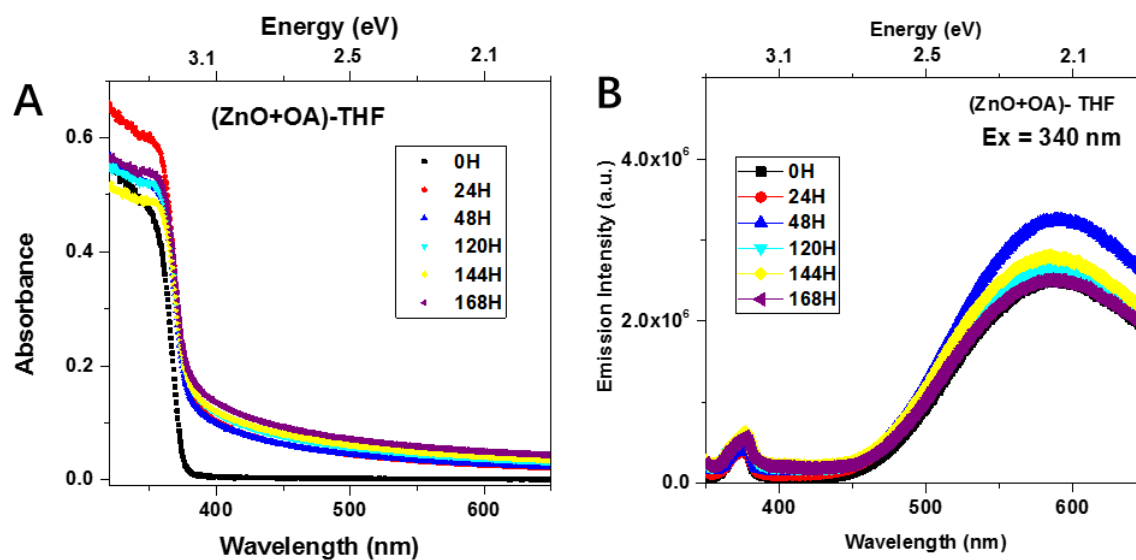 Energy (eV)
3.1 2.5 2.1
A
(ZnO+OA)-THF
0H
24H
48H
120H
144H
168H
Absorbance
0.6
0.4
0.2
0.0
400 500 600
Wavelength (nm)
Energy (eV)
3.1 2.5 2.1
B
(ZnO+OA)- THF
Ex = 340 nm
0H
24H
48H
120H
144H
168H
Emission Intensity (a.u.)
4.0x10⁶
2.0x10⁶
0.0
400 500 600
Wavelength (nm)